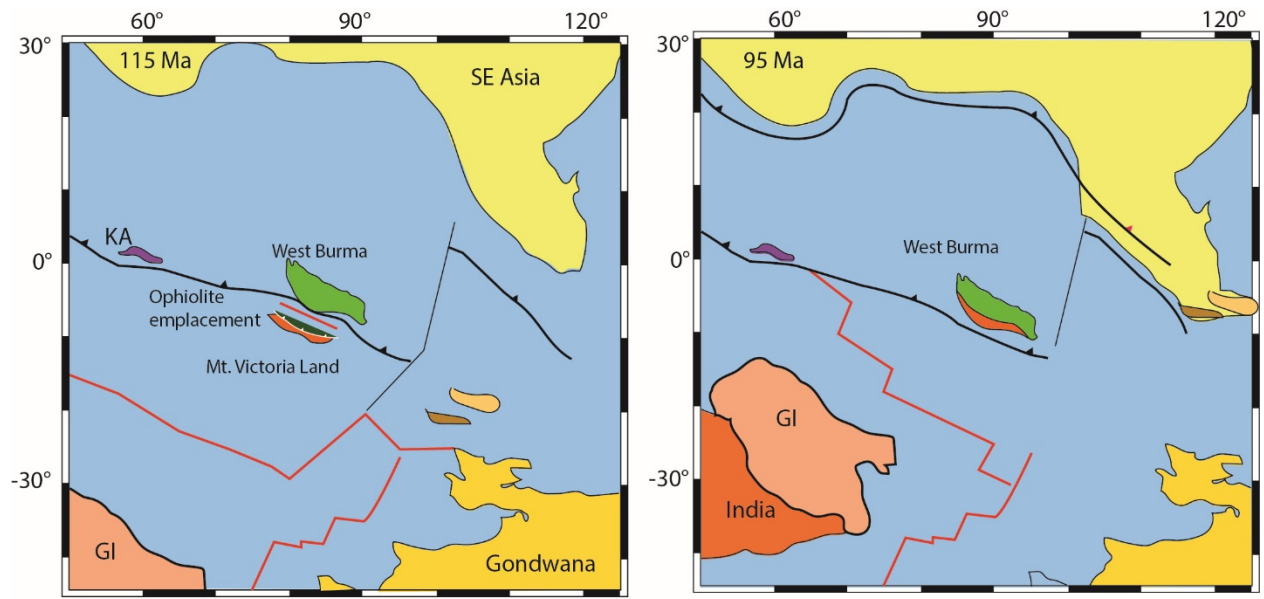 60°
90°
120°
30°
115 Ma
SE Asia
KA
0°
West Burma
Ophiolite
emplacement
Mt. Victoria Land
-30°
GI
Gondwana
60°
90°
120°
30°
95 Ma
0°
West Burma
GI
-30°
India